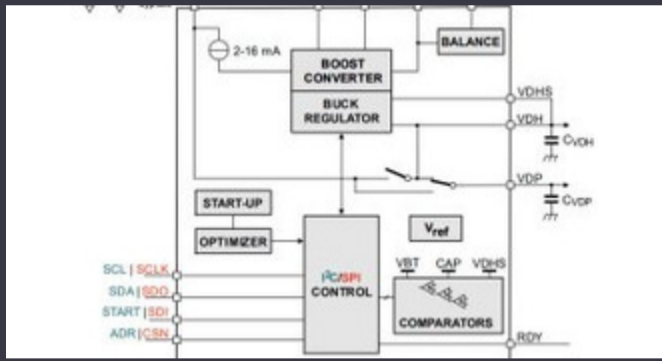 2-16 mA
BALANCE
BOOST
CONVERTER
BUCK
REGULATOR
VDHS
VDH
CVDH
VDP
CVDP
START-UP
OPTIMIZER
Vref
SCL | SCLK
SDA | SDO
START | SDI
ADR | CSN
I²C/SPI
CONTROL
VBT CAP VDHS
COMPARATORS
RDY